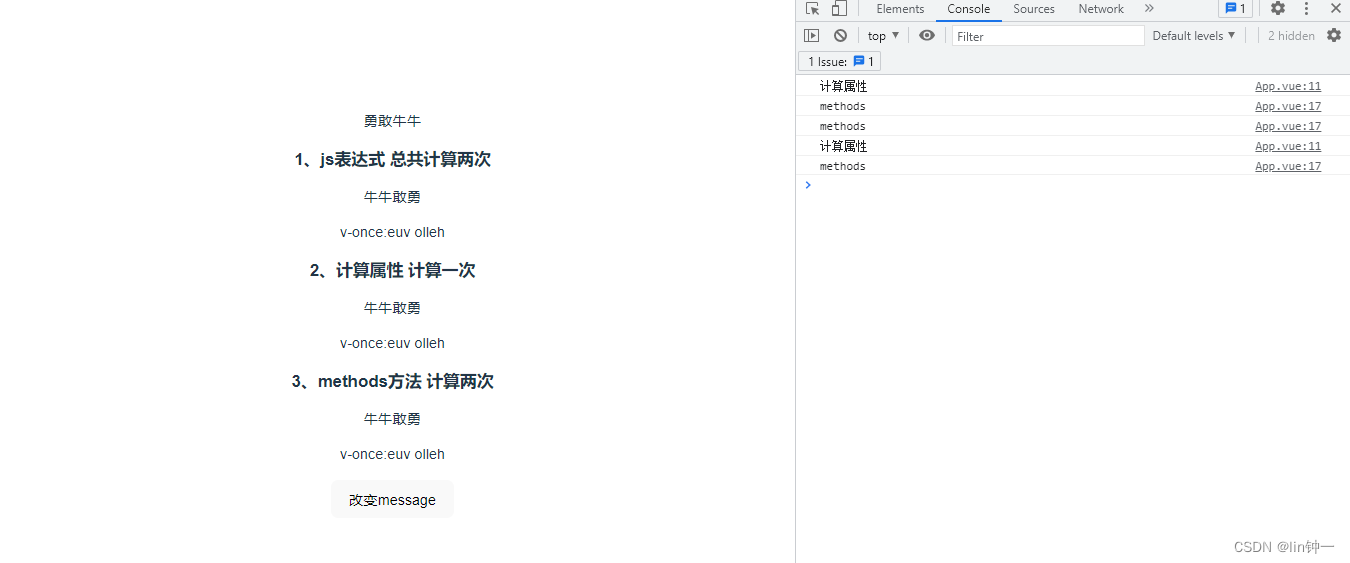 勇敢牛牛
1、js表达式 总共计算两次
牛牛敢勇
v-once:euv olleh
2、计算属性 计算一次
牛牛敢勇
v-once:euv olleh
3、methods方法 计算两次
牛牛敢勇
v-once:euv olleh
改变message
Elements Console Sources Network » 1
top ▼ Filter Default levels ▼ 2 hidden
1 Issue: 1
计算属性 App.vue:11
methods App.vue:17
methods App.vue:17
计算属性 App.vue:11
methods App.vue:17
CSDN @lin钟一